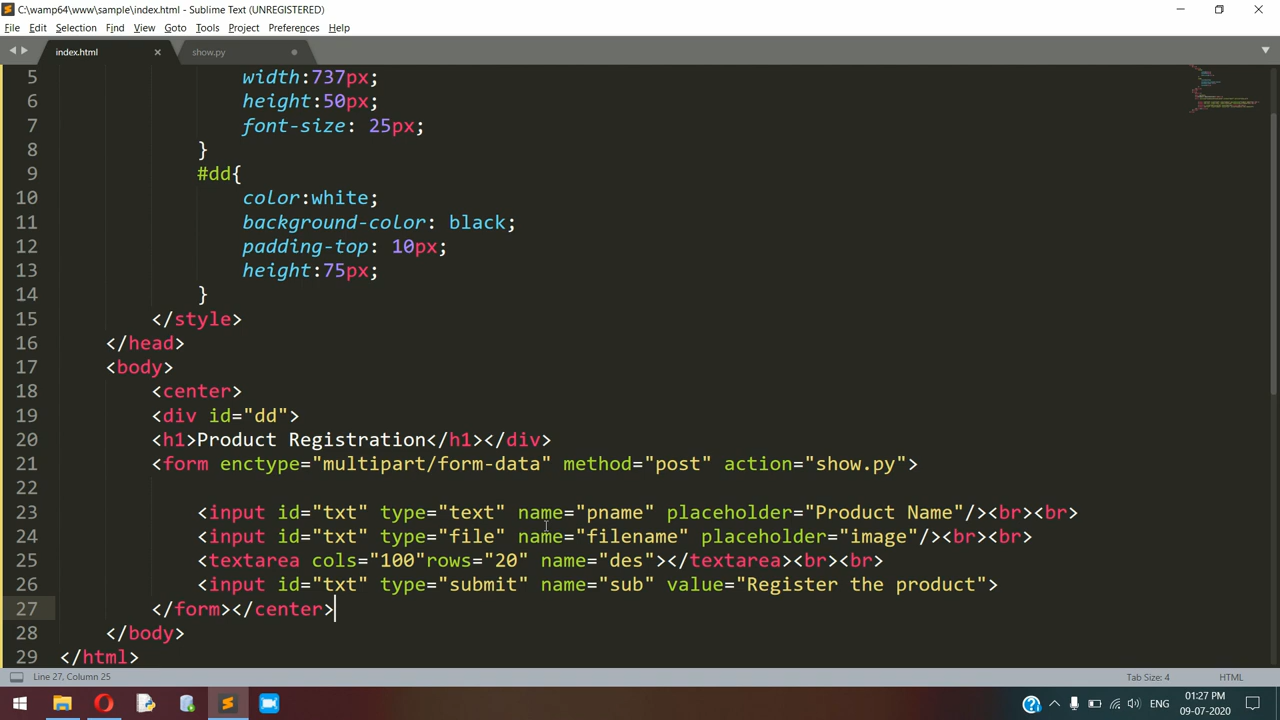 C:\wamp64\www\sample\index.html - Sublime Text (UNREGISTERED)
File Edit Selection Find View Goto Tools Project Preferences Help
index.html show.py
5 width:737px;
6 height:50px;
7 font-size: 25px;
8 }
9 #dd{
10 color:white;
11 background-color: black;
12 padding-top: 10px;
13 height:75px;
14 }
15 </style>
16 </head>
17 <body>
18 <center>
19 <div id="dd">
20 <h1>Product Registration</h1></div>
21 <form enctype="multipart/form-data" method="post" action="show.py">
22
23 <input id="txt" type="text" name="pname" placeholder="Product Name"/><br><br>
24 <input id="txt" type="file" name="filename" placeholder="image"/><br><br>
25 <textarea cols="100"rows="20" name="des"></textarea><br><br>
26 <input id="txt" type="submit" name="sub" value="Register the product">
27 </form></center>
28 </body>
29 </html>
Line 27, Column 25 Tab Size: 4 HTML
ENG 01:27 PM
09-07-2020